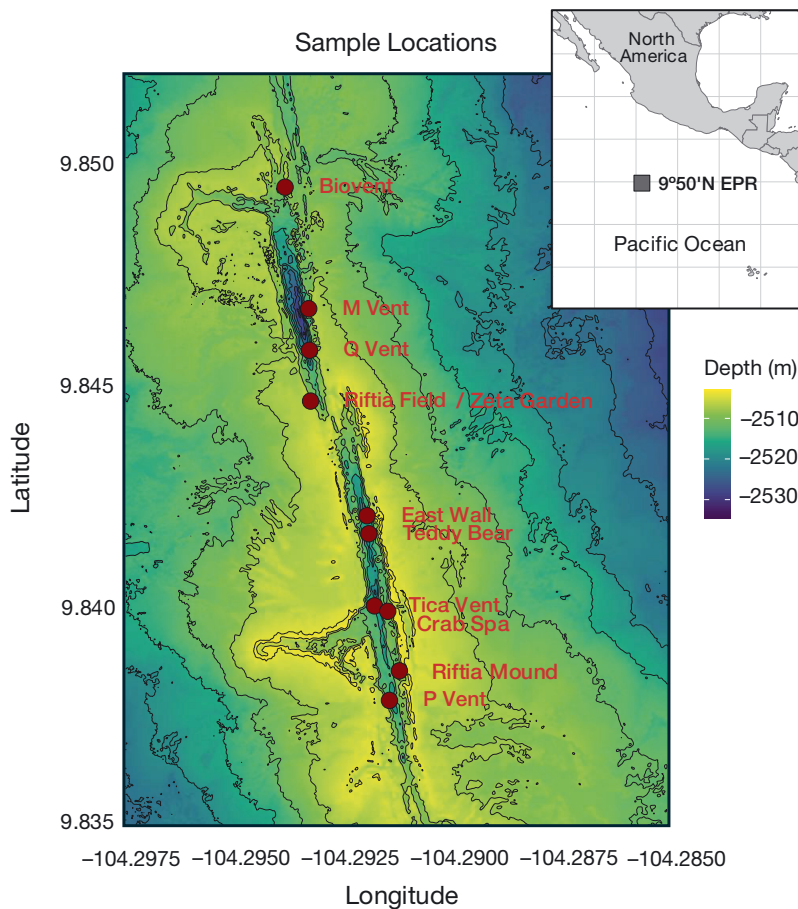 Sample Locations
North
America
9°50'N EPR
Pacific Ocean
9.850
9.845
9.840
9.835
Latitude
Biovent
M Vent
Q Vent
Riftia Field / Zeta Garden
East Wall
Teddy Bear
Tica Vent
Crab Spa
Riftia Mound
P Vent
Depth (m)
−2510
−2520
−2530
−104.2975 −104.2950 −104.2925 −104.2900 −104.2875 −104.2850
Longitude